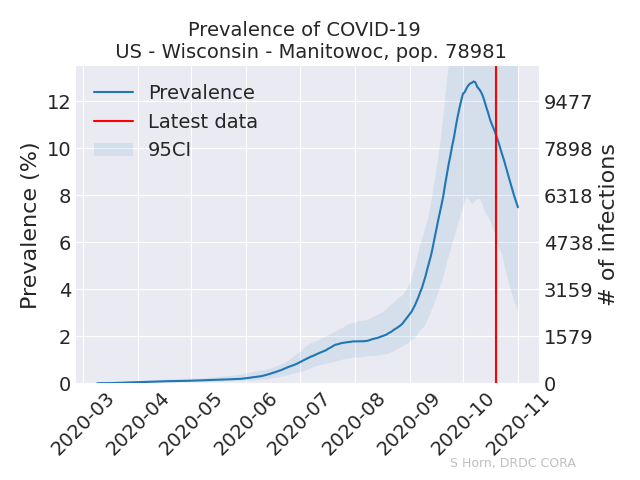 Prevalence of COVID-19
US - Wisconsin - Manitowoc, pop. 78981
Prevalence
Latest data
95CI
Prevalence (%)
12
10
8
6
4
2
0
9477
7898
6318
4738
3159
1579
0
# of infections
2020-03
2020-04
2020-05
2020-06
2020-07
2020-08
2020-09
2020-10
2020-11
S Horn, DRDC CORA